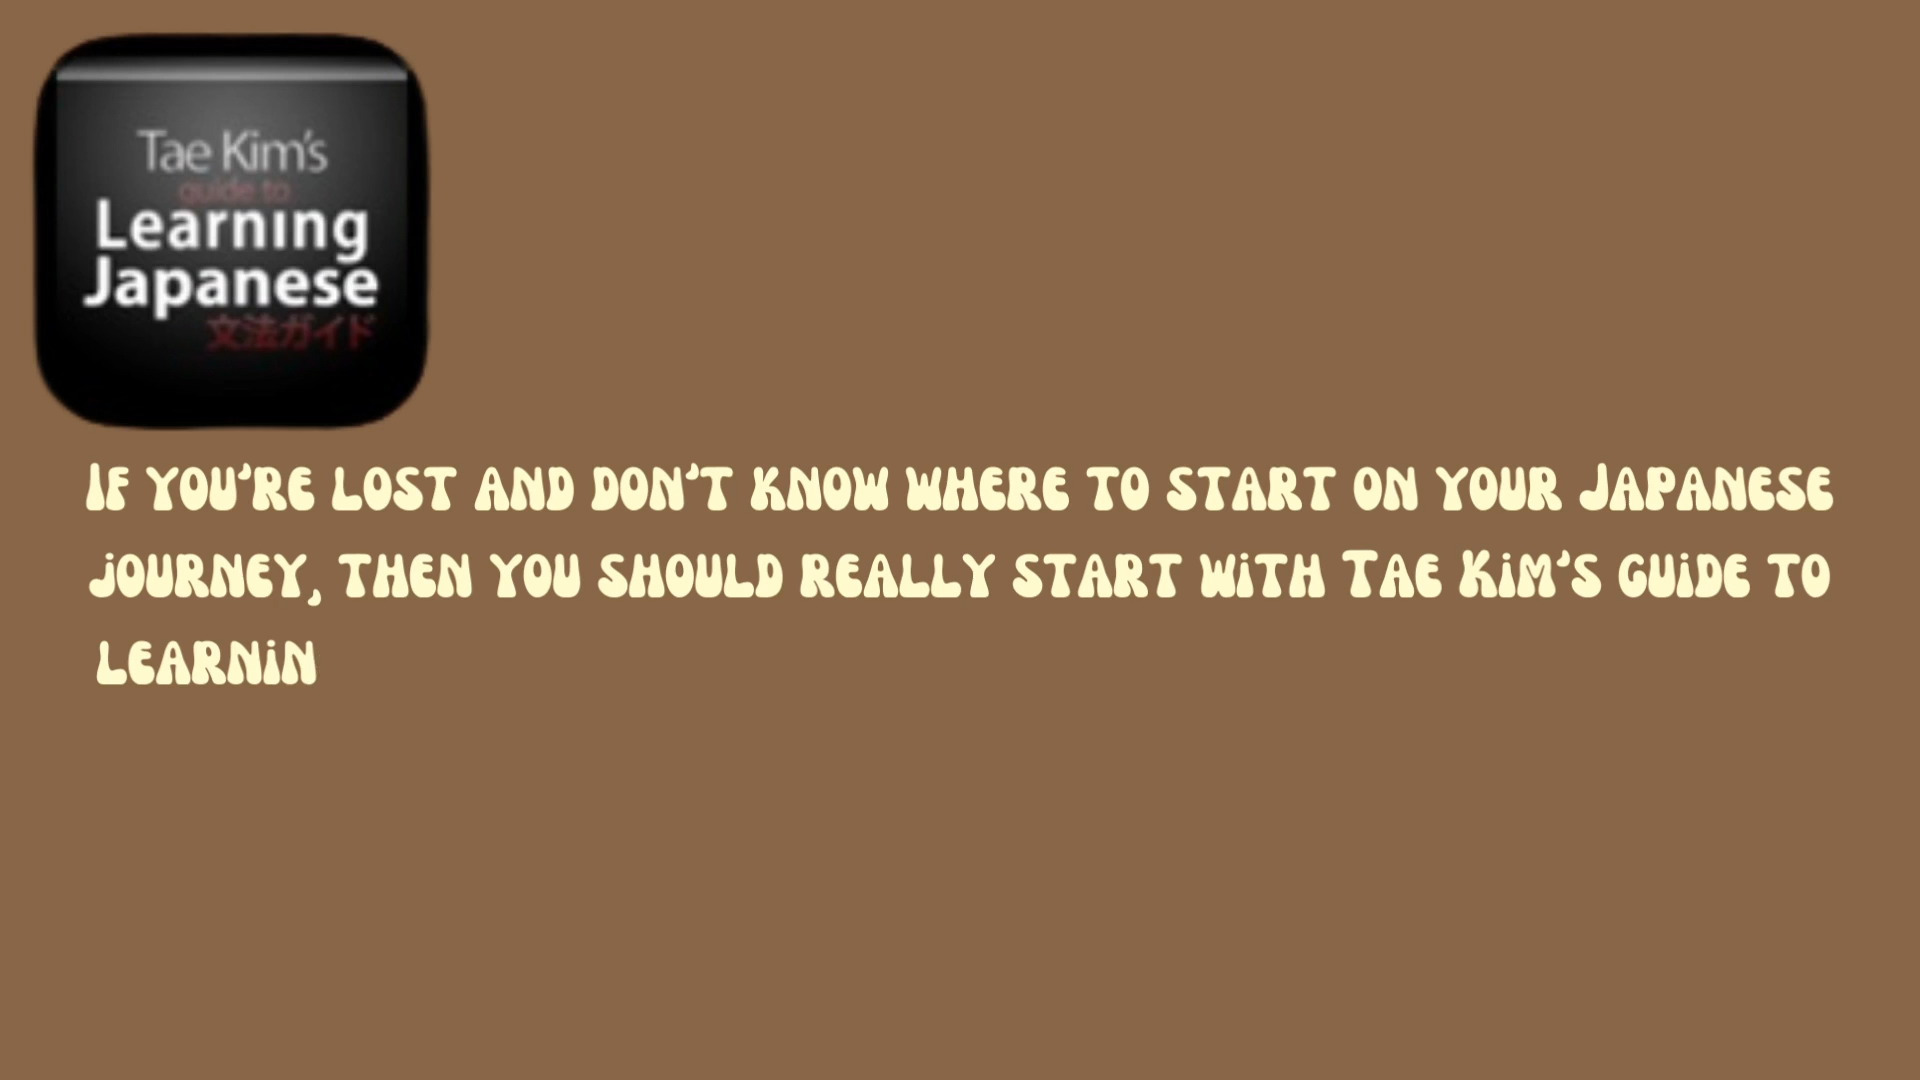 Tae Kim's
guide to
Learning
Japanese
文法ガイド
If you're lost and don't know where to start on your Japanese
journey, then you should really start with Tae Kim's guide to
learnin